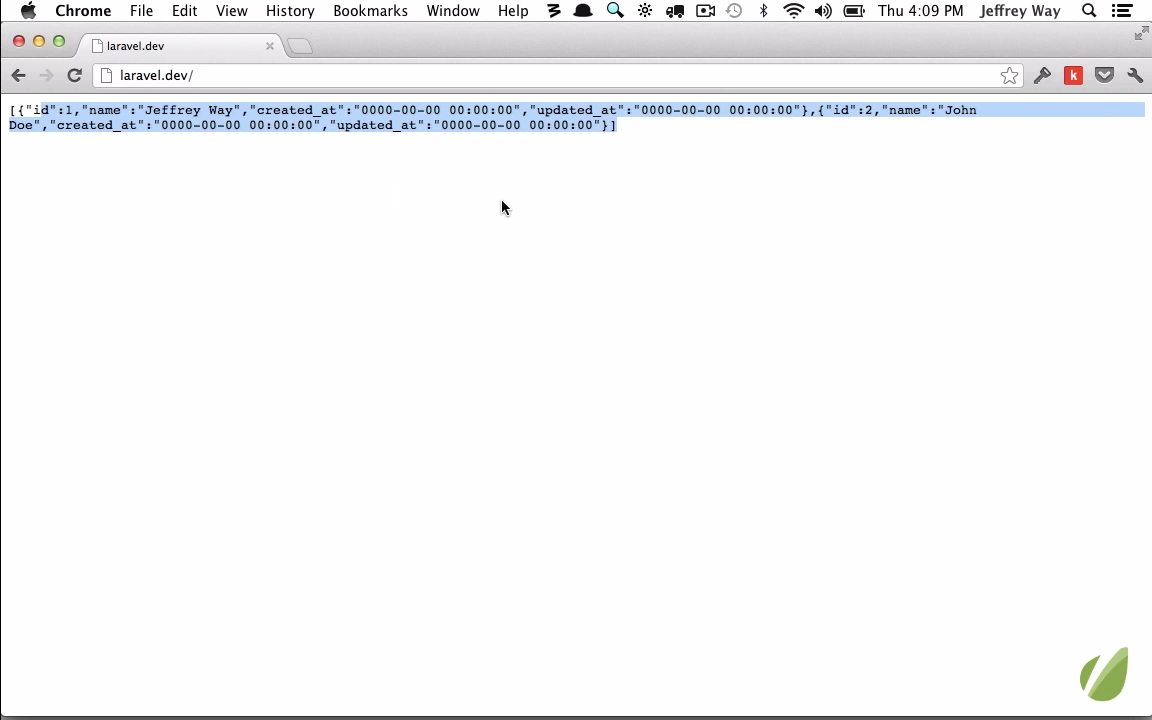 Chrome File Edit View History Bookmarks Window Help Thu 4:09 PM Jeffrey Way
laravel.dev
laravel.dev/
k
[{"id":1,"name":"Jeffrey Way","created_at":"0000-00-00 00:00:00","updated_at":"0000-00-00 00:00:00"},{"id":2,"name":"John
Doe","created_at":"0000-00-00 00:00:00","updated_at":"0000-00-00 00:00:00"}]